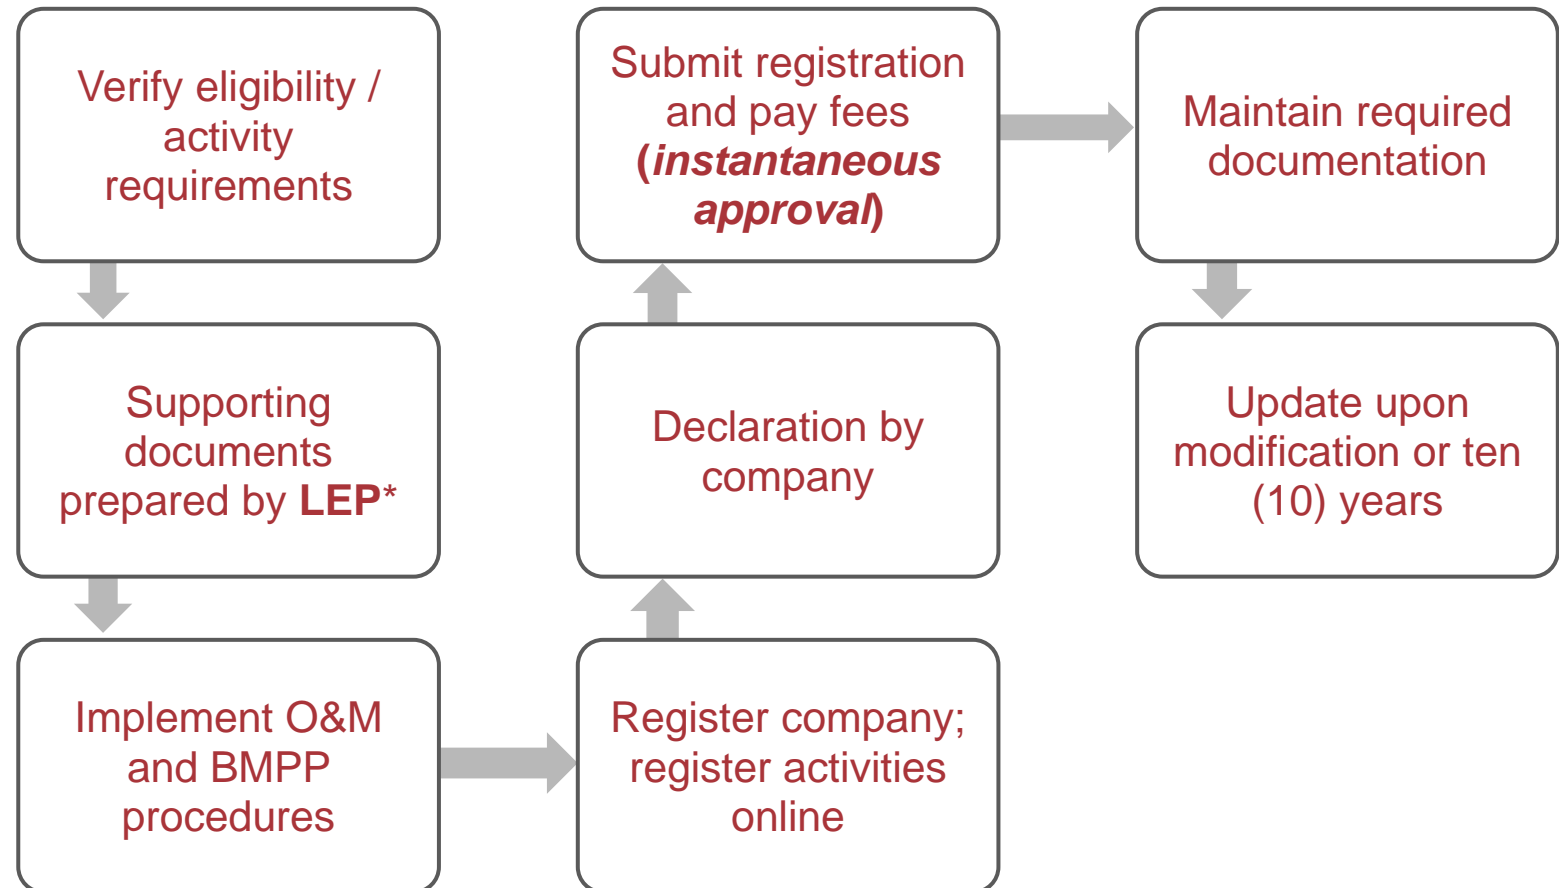 Verify eligibility /
activity
requirements
Supporting
documents
prepared by LEP*
Implement O&M
and BMPP
procedures
Register company;
register activities
online
Declaration by
company
Submit registration
and pay fees
(instantaneous
approval)
Maintain required
documentation
Update upon
modification or ten
(10) years